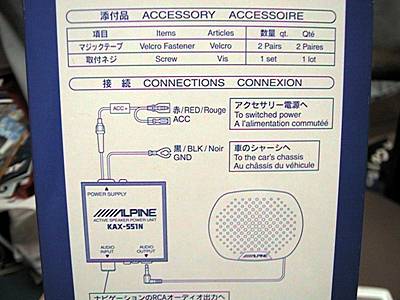 添付品 ACCESSORY ACCESSOIRE
項目 Items Articles 数量 qt. Qté
マジックテープ Velcro Fastener Velcro 2 Pairs 2 Paires
取付ネジ Screw Vis 1 set 1 lot
接続 CONNECTIONS CONNEXION
ACC+
赤/RED/Rouge
ACC
アクセサリー電源へ
To switched power
A l'alimentation commutée
黒/BLK/Noir
GND
車のシャーシへ
To the car's chassis
Au châssis du véhicule
POWER SUPPLY
ALPINE
ACTIVE SPEAKER POWER UNIT
KAX-551N
AUDIO INPUT
AUDIO OUTPUT
ALPINE
ナビゲーションのRCAオーディオ出力へ